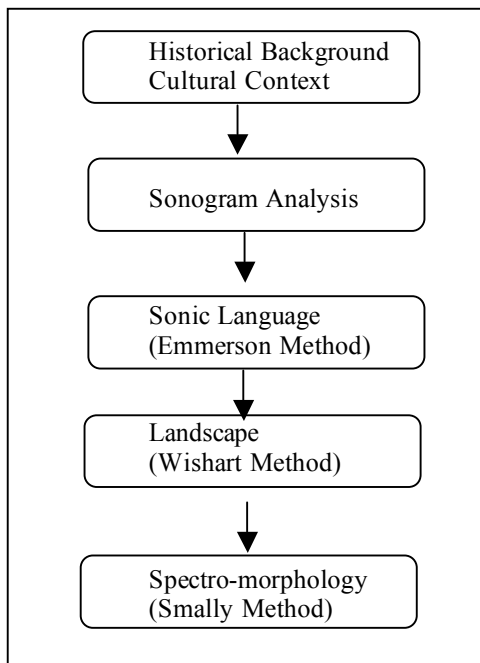 Historical Background
Cultural Context
Sonogram Analysis
Sonic Language
(Emmerson Method)
Landscape
(Wishart Method)
Spectro-morphology
(Smally Method)